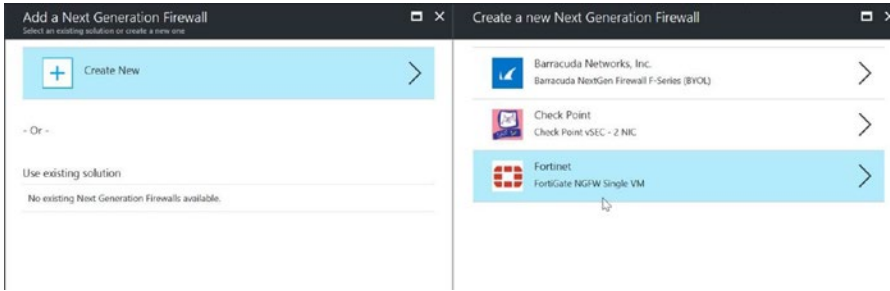 Add a Next Generation Firewall
Select an existing solution or create a new one
Create New
- Or -
Use existing solution
No existing Next Generation Firewalls available.
Create a new Next Generation Firewall
Barracuda Networks, Inc.
Barracuda NextGen Firewall F-Series (BYOL)
Check Point
Check Point vSEC - 2 NIC
Fortinet
FortiGate NGFW Single VM